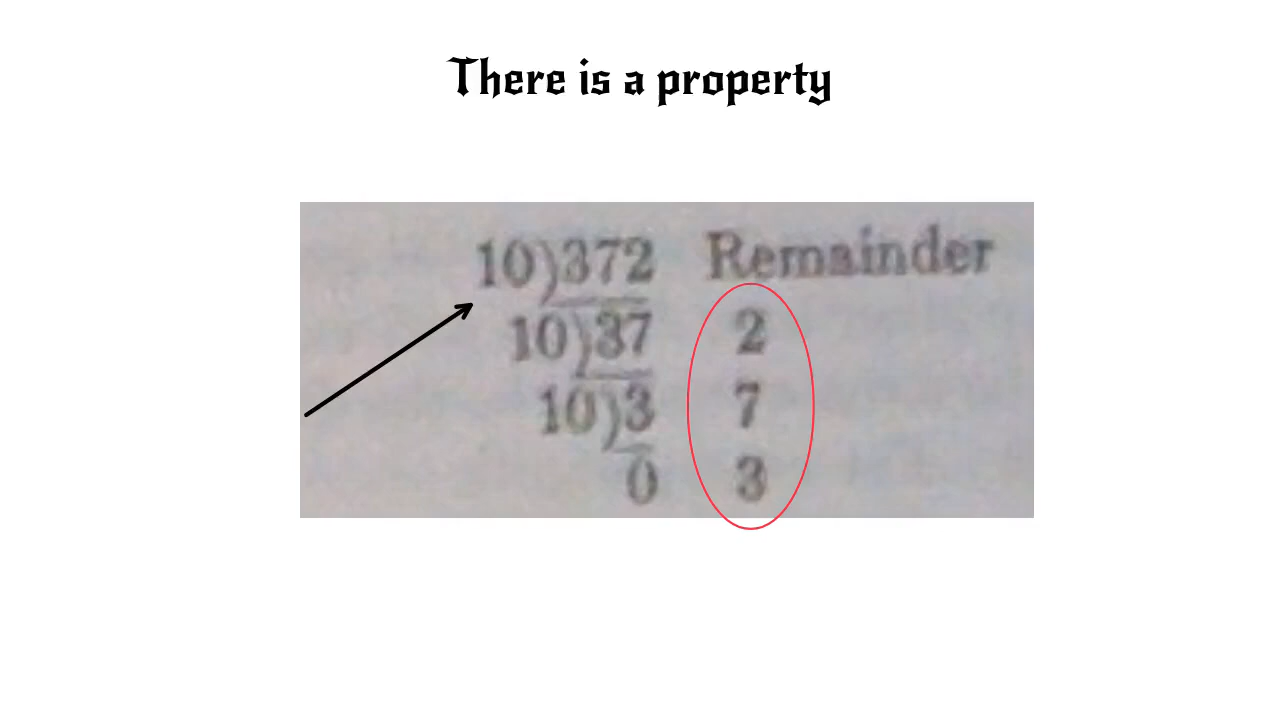 There is a property
10)372 Remainder
10)37 2
10)3 7
0 3